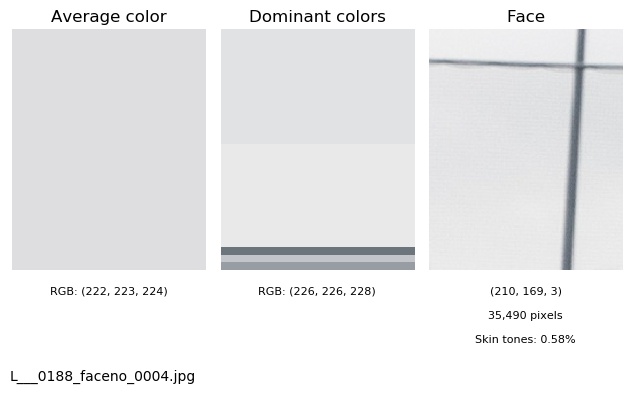 Average color
Dominant colors
Face
RGB: (222, 223, 224)
RGB: (226, 226, 228)
(210, 169, 3)
35,490 pixels
Skin tones: 0.58%
L___0188_faceno_0004.jpg